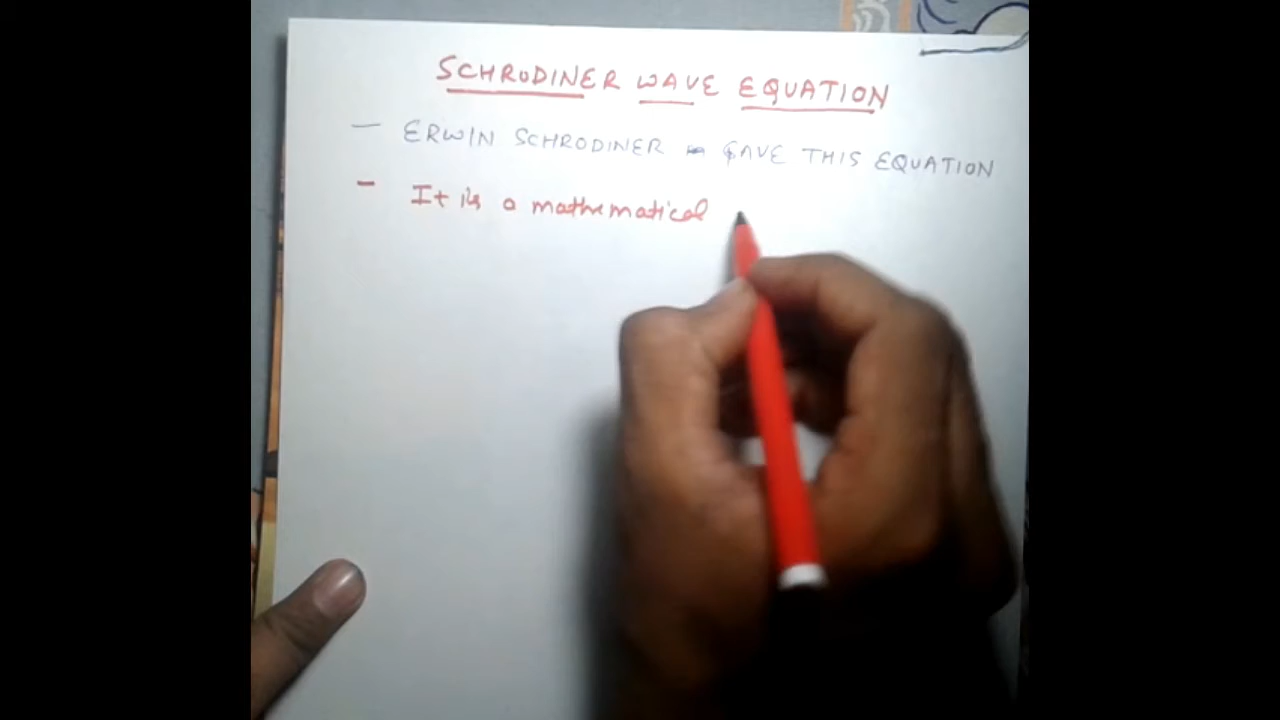 SCHRODINER WAVE EQUATION
— ERWIN SCHRODINER - GAVE THIS EQUATION
- It is a mathematical